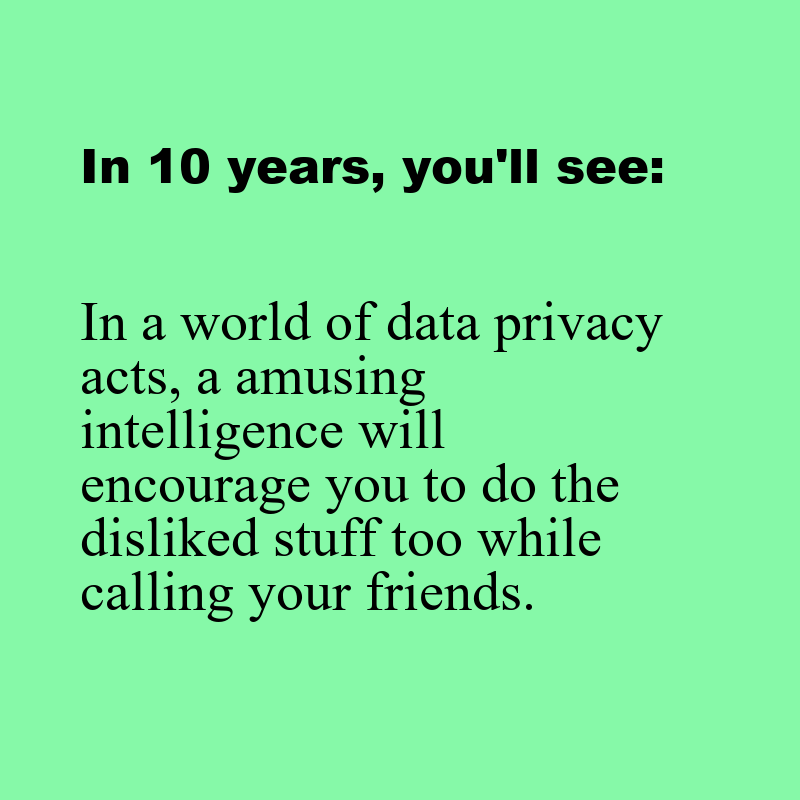 In 10 years, you'll see:
In a world of data privacy
acts, a amusing
intelligence will
encourage you to do the
disliked stuff too while
calling your friends.